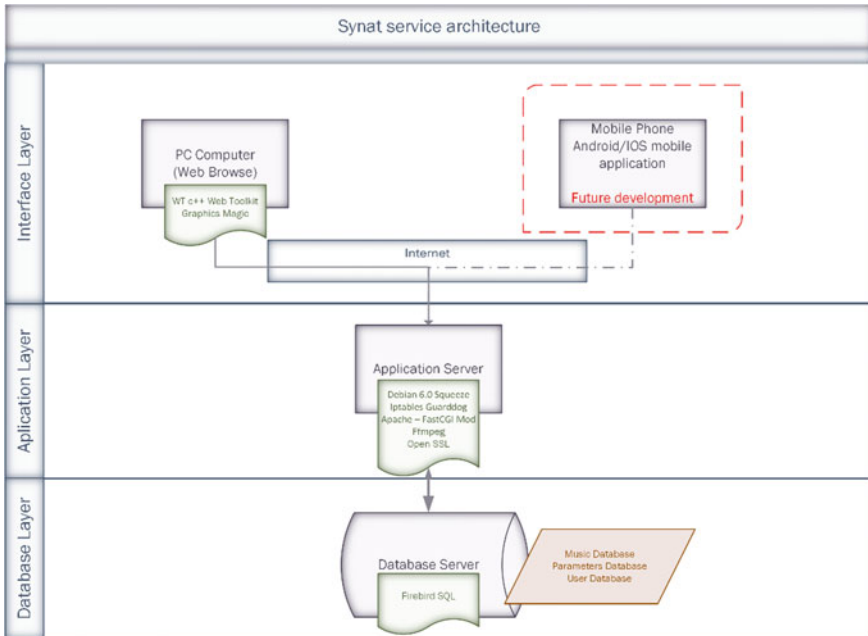 Synat service architecture
Interface Layer
PC Computer
(Web Browse)
WT c++ Web Toolkit
Graphics Magic
Mobile Phone
Android/IOS mobile
application
Future development
Internet
Aplication Layer
Application Server
Debian 6.0 Squeeze
Iptables Guarddog
Apache – FastCGI Mod
Ffmpeg
Open SSL
Database Layer
Database Server
Firebird SQL
Music Database
Parameters Database
User Database